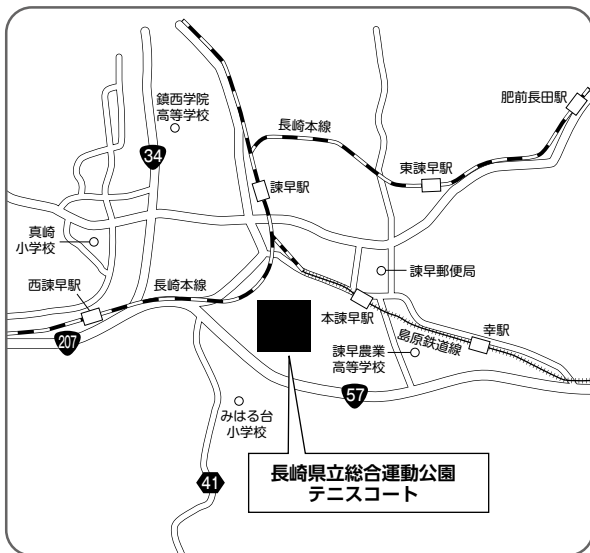 肥前長田駅
鎮西学院
高等学校
長崎本線
34
東諫早駅
諫早駅
真崎
小学校
諫早郵便局
西諫早駅
長崎本線
本諫早駅
島原鉄道線
幸駅
207
諫早農業
高等学校
57
みはる台
小学校
長崎県立総合運動公園
テニスコート
41